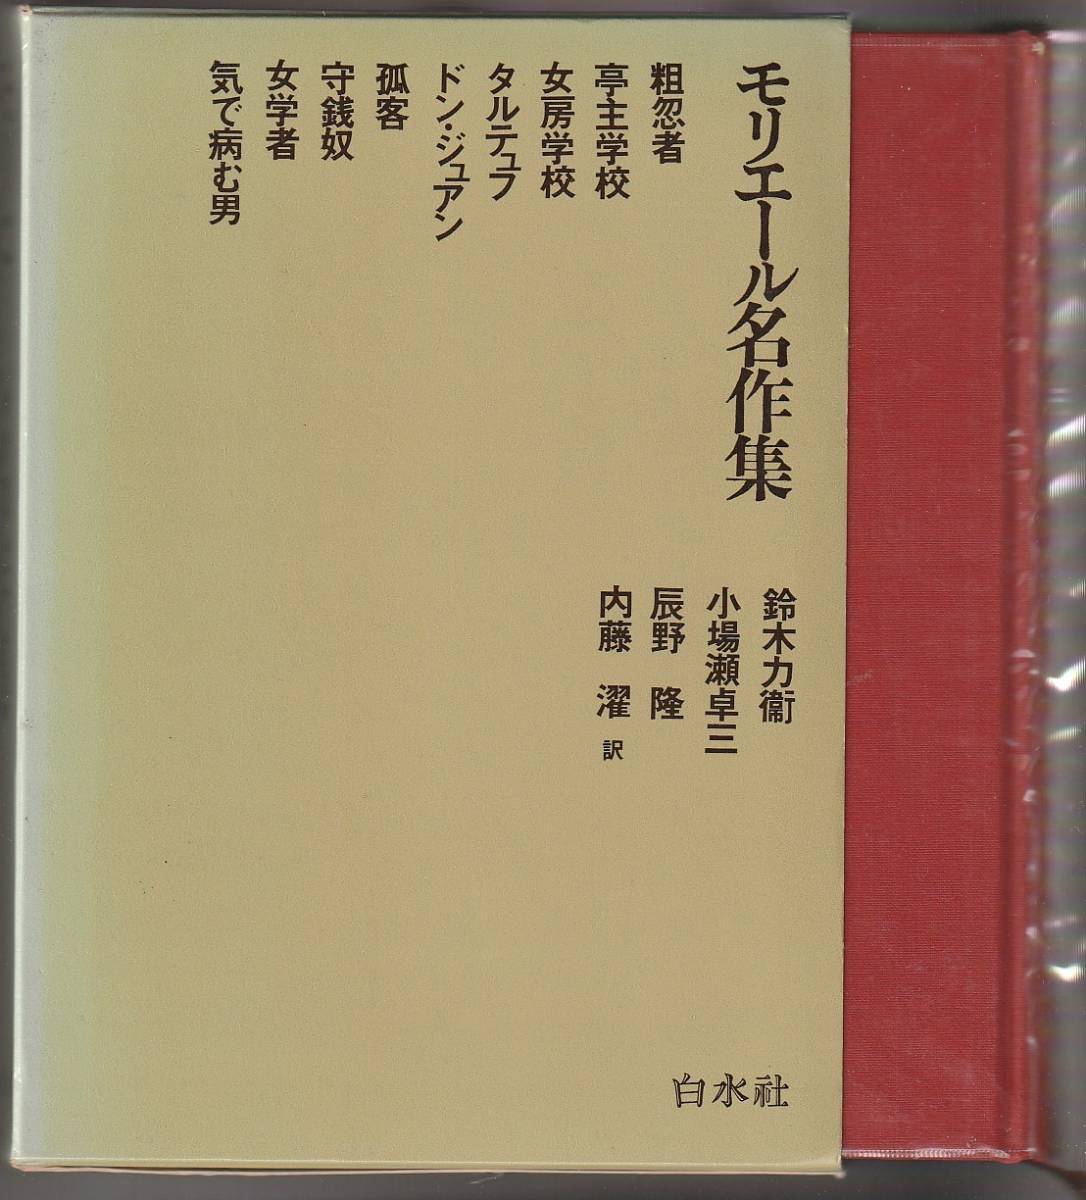 モリエール名作集
粗忽者
亭主学校
女房学校
タルテュフ
ドン・ジュアン
孤客
守銭奴
女学者
気で病む男
鈴木力衞
小場瀬卓三
辰野 隆
内藤 濯 訳
白水社